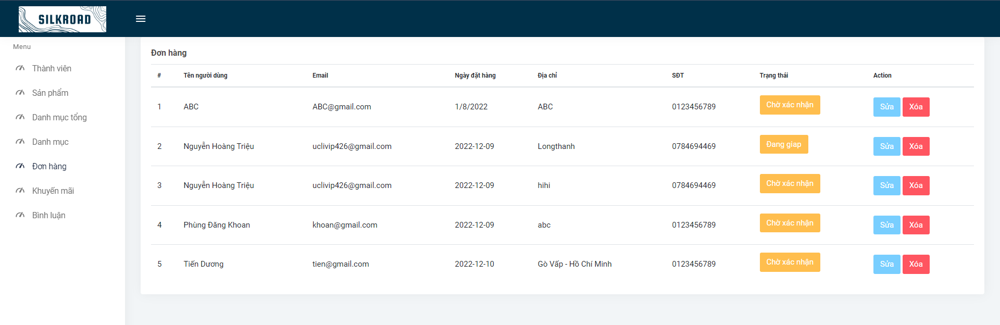 SILKROAD
Menu
Thành viên
Sản phẩm
Danh mục tổng
Danh mục
Đơn hàng
Khuyến mãi
Bình luận
Đơn hàng
# Tên người dùng Email Ngày đặt hàng Địa chỉ SĐT Trạng thái Action
1 ABC ABC@gmail.com 1/8/2022 ABC 0123456789 Chờ xác nhận Sửa Xóa
2 Nguyễn Hoàng Triệu uclivip426@gmail.com 2022-12-09 Longthanh 0784694469 Đang giap Sửa Xóa
3 Nguyễn Hoàng Triệu uclivip426@gmail.com 2022-12-09 hihi 0784694469 Chờ xác nhận Sửa Xóa
4 Phùng Đăng Khoan khoan@gmail.com 2022-12-09 abc 0123456789 Chờ xác nhận Sửa Xóa
5 Tiến Dương tien@gmail.com 2022-12-10 Gò Vấp - Hồ Chí Minh 0123456789 Chờ xác nhận Sửa Xóa